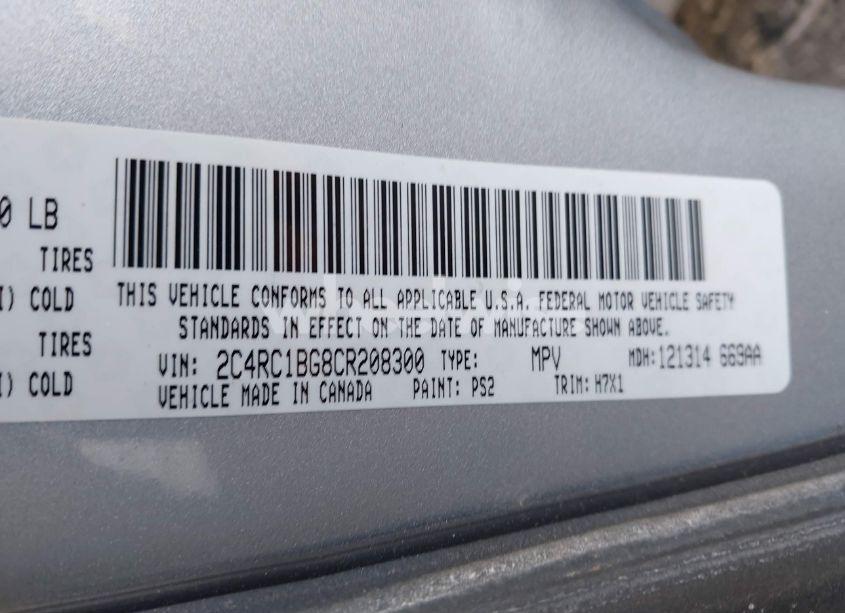 0 LB
TIRES
I) COLD
TIRES
I) COLD
THIS VEHICLE CONFORMS TO ALL APPLICABLE U.S.A. FEDERAL MOTOR VEHICLE SAFETY
STANDARDS IN EFFECT ON THE DATE OF MANUFACTURE SHOWN ABOVE.
VIN: 2C4RC1BG8CR208300 TYPE: MPV MDH:121314 669AA
VEHICLE MADE IN CANADA PAINT: PS2 TRIM: H7X1